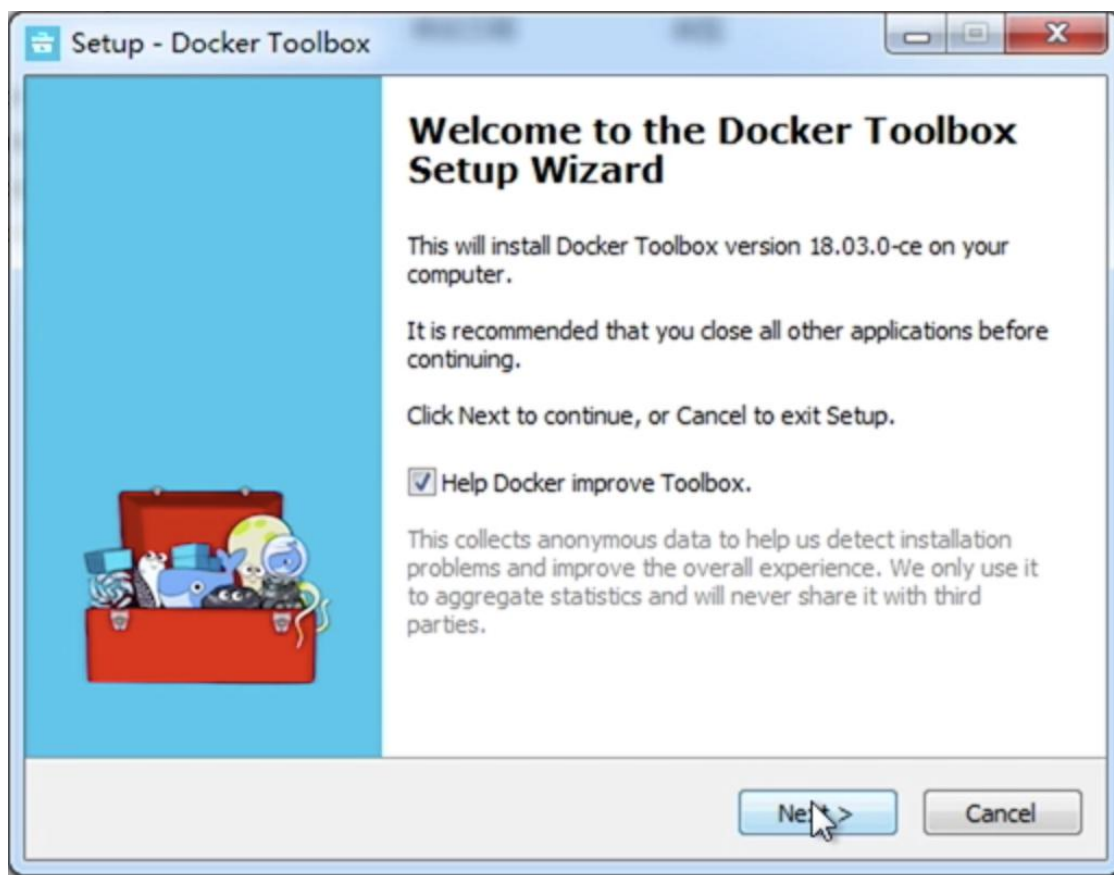 Setup - Docker Toolbox
Welcome to the Docker Toolbox
Setup Wizard
This will install Docker Toolbox version 18.03.0-ce on your
computer.
It is recommended that you close all other applications before
continuing.
Click Next to continue, or Cancel to exit Setup.
Help Docker improve Toolbox.
This collects anonymous data to help us detect installation
problems and improve the overall experience. We only use it
to aggregate statistics and will never share it with third
parties.
Next >
Cancel